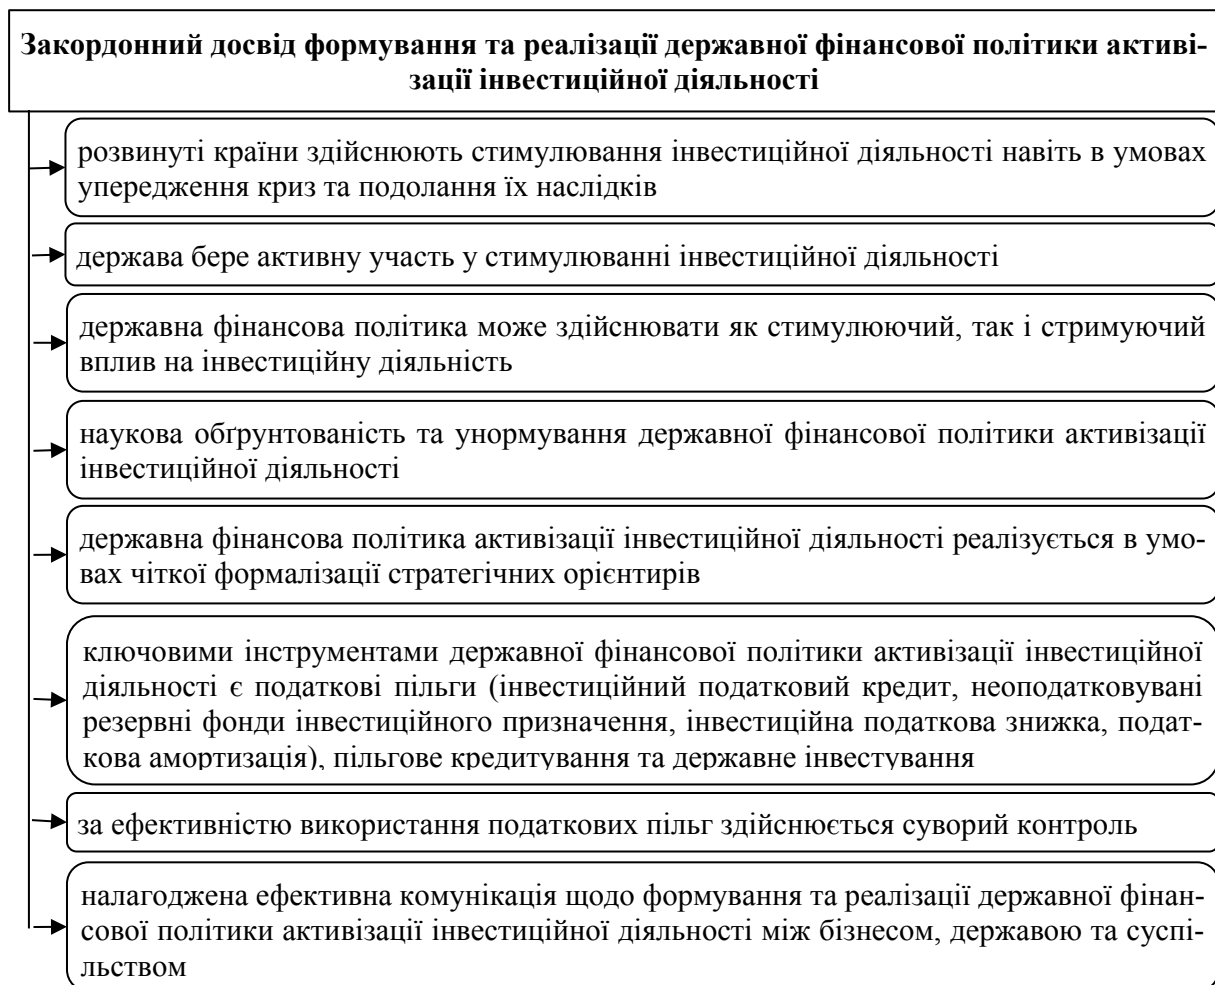 Закордонний досвід формування та реалізації державної фінансової політики активі-
зації інвестиційної діяльності
розвинуті країни здійснюють стимулювання інвестиційної діяльності навіть в умовах
упередження криз та подолання їх наслідків
держава бере активну участь у стимулюванні інвестиційної діяльності
державна фінансова політика може здійснювати як стимулюючий, так і стримуючий
вплив на інвестиційну діяльність
наукова обґрунтованість та унормування державної фінансової політики активізації
інвестиційної діяльності
державна фінансова політика активізації інвестиційної діяльності реалізується в умо-
вах чіткої формалізації стратегічних орієнтирів
ключовими інструментами державної фінансової політики активізації інвестиційної
діяльності є податкові пільги (інвестиційний податковий кредит, неоподатковувані
резервні фонди інвестиційного призначення, інвестиційна податкова знижка, подат-
кова амортизація), пільгове кредитування та державне інвестування
за ефективністю використання податкових пільг здійснюється суворий контроль
налагоджена ефективна комунікація щодо формування та реалізації державної фінан-
сової політики активізації інвестиційної діяльності між бізнесом, державою та суспі-
льством